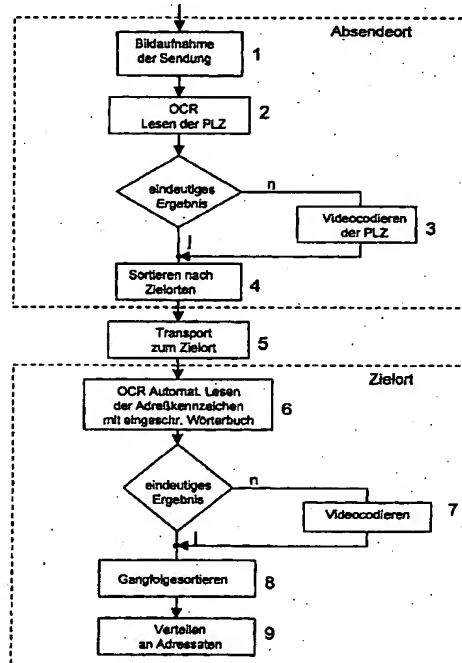 Absendeort
Bildaufnahme
der Sendung
1
OCR
Lesen der PLZ
2
eindeutiges
Ergebnis
n
Videocodieren
der PLZ
3
j
Sortieren nach
Zielorten
4
Transport
zum Zielort
5
Zielort
OCR Automat. Lesen
der Adreßkennzeichen
mit eingeschr. Wörterbuch
6
eindeutiges
Ergebnis
n
Videocodieren
7
j
Gangfolgesortieren
8
Verteilen
an Adressaten
9